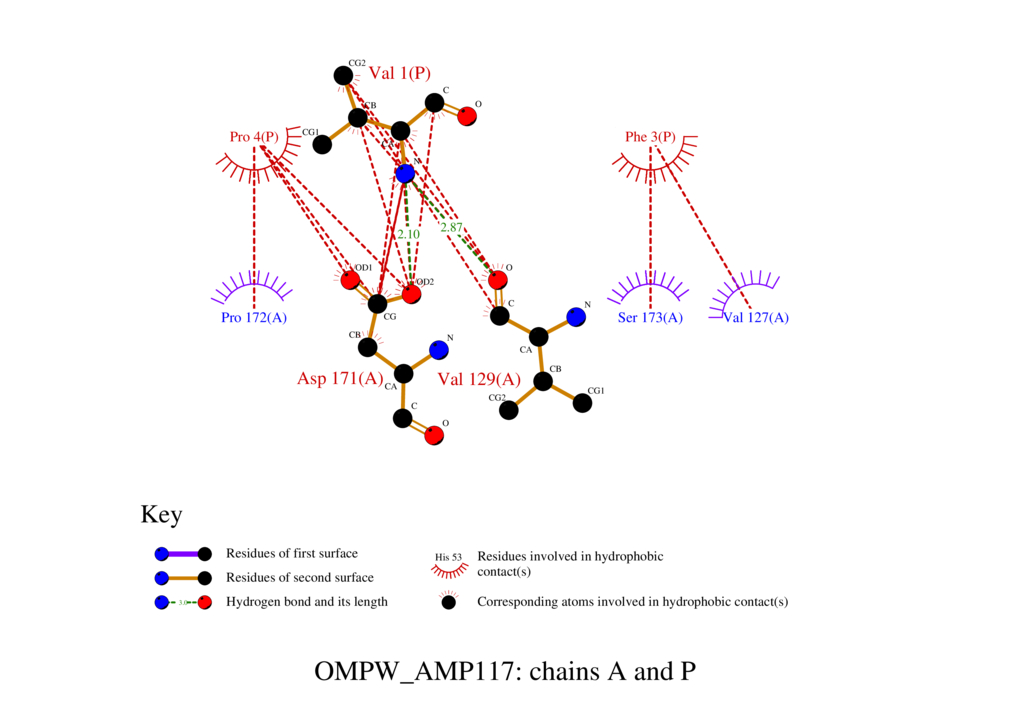 CG2
Val 1(P)
C
O
CB
CG1
CA
N
Pro 4(P)
Phe 3(P)
2.10
2.87
OD1
OD2
O
CG
C
N
Pro 172(A)
Ser 173(A)
Val 127(A)
CB
N
CA
Asp 171(A)
CA
Val 129(A)
CB
CG2
CG1
C
O
Key
Residues of first surface
Residues of second surface
3.0
Hydrogen bond and its length
His 53
Residues involved in hydrophobic
contact(s)
Corresponding atoms involved in hydrophobic contact(s)
OMPW_AMP117: chains A and P